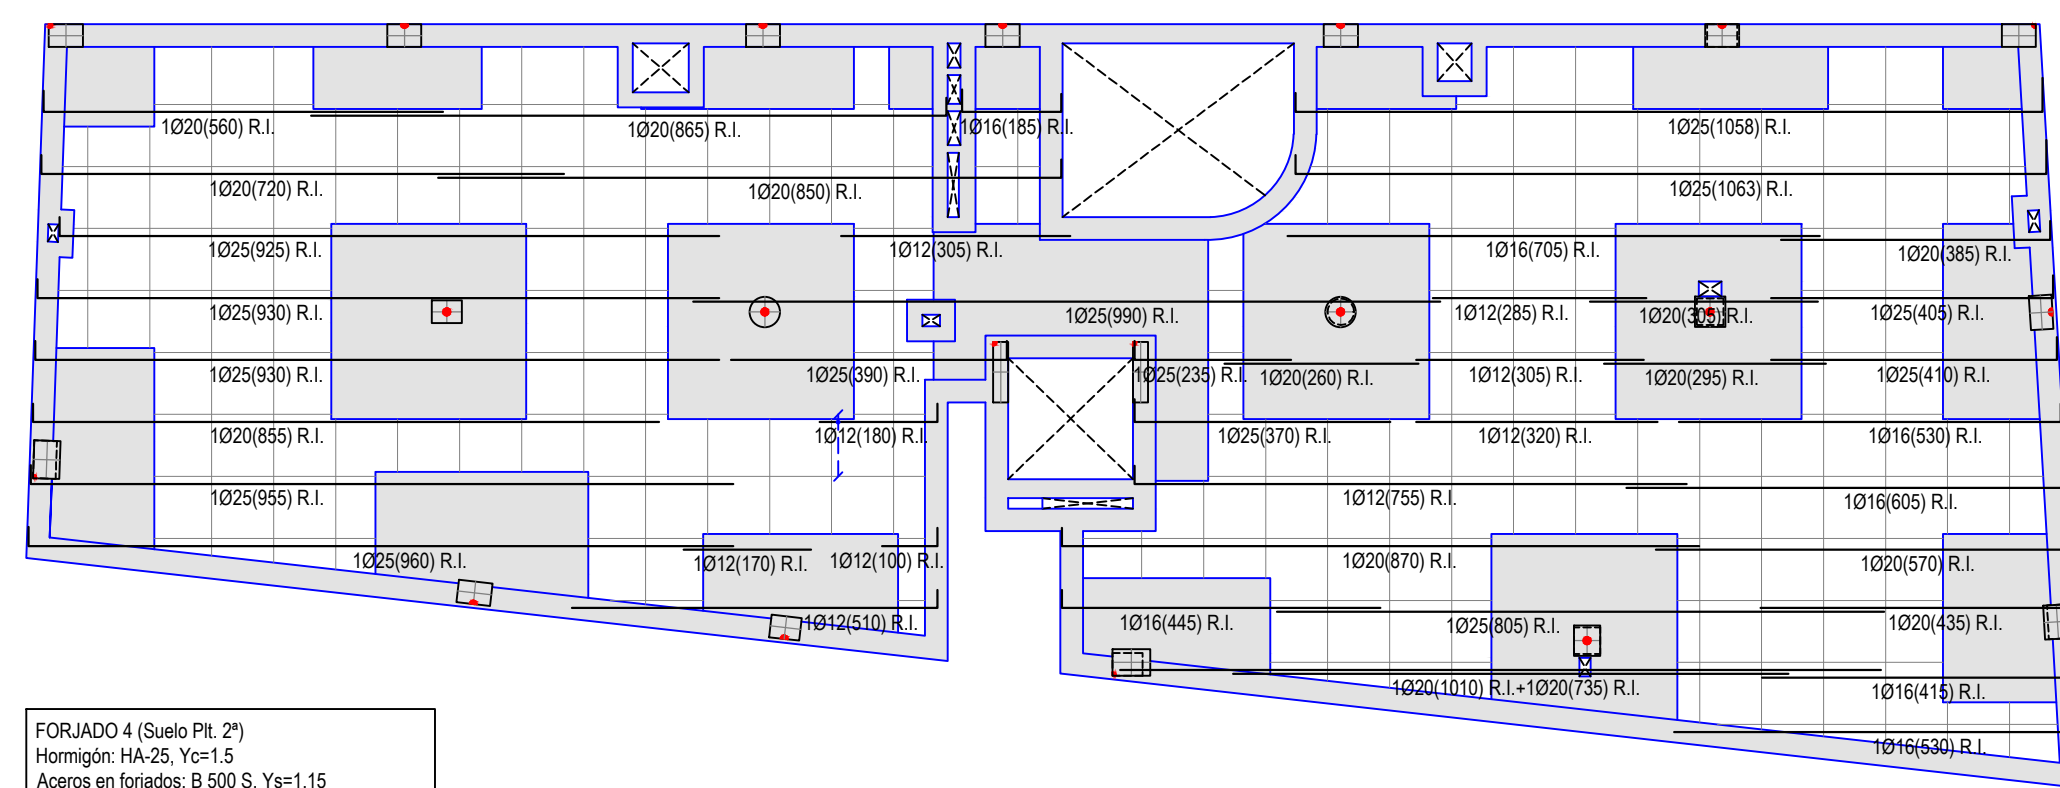 1Ø20(560) R.I.
1Ø20(865) R.I.
1Ø16(185) R.I.
1Ø25(1058) R.I.
1Ø20(720) R.I.
1Ø20(850) R.I.
1Ø25(1063) R.I.
1Ø25(925) R.I.
1Ø12(305) R.I.
1Ø16(705) R.I.
1Ø20(385) R.I.
1Ø25(930) R.I.
1Ø25(990) R.I.
1Ø12(285) R.I.
1Ø20(305) R.I.
1Ø25(405) R.I.
1Ø25(930) R.I.
1Ø25(390) R.I.
1Ø25(235) R.I.
1Ø20(260) R.I.
1Ø12(305) R.I.
1Ø20(295) R.I.
1Ø25(410) R.I.
1Ø20(855) R.I.
1Ø12(180) R.I.
1Ø25(370) R.I.
1Ø12(320) R.I.
1Ø16(530) R.I.
1Ø25(955) R.I.
1Ø12(755) R.I.
1Ø16(605) R.I.
1Ø25(960) R.I.
1Ø12(170) R.I.
1Ø12(100) R.I.
1Ø20(870) R.I.
1Ø20(570) R.I.
1Ø12(510) R.I.
1Ø16(445) R.I.
1Ø25(805) R.I.
1Ø20(435) R.I.
1Ø20(1010) R.I.+1Ø20(735) R.I.
1Ø16(415) R.I.
1Ø16(530) R.I.
FORJADO 4 (Suelo Plt. 2ª)
Hormigón: HA-25, Yc=1.5
Aceros en forjados: B 500 S, Ys=1.15